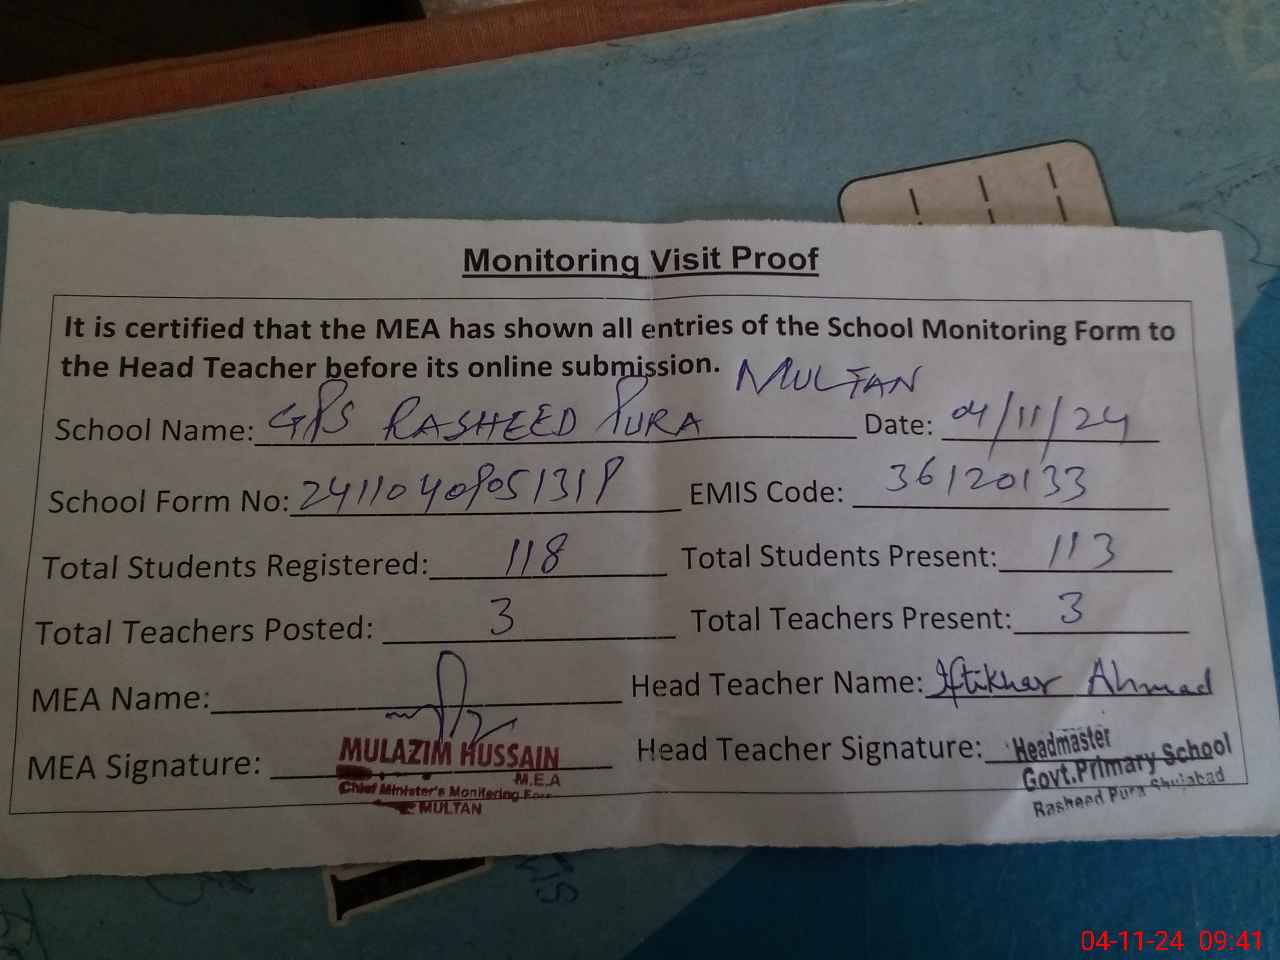 Monitoring Visit Proof
It is certified that the MEA has shown all entries of the School Monitoring Form to
the Head Teacher before its online submission. MULTAN
School Name: GPS RASHEED PURA Date: 04/11/24
School Form No: EMIS Code: 36120133
Total Students Registered: 118 Total Students Present: 113
Total Teachers Posted: 3 Total Teachers Present: 3
MEA Name: Head Teacher Name: Iftikhar Ahmad
MEA Signature: Head Teacher Signature:
MULAZIM HUSSAIN
M.E.A
Chief Minister's Monitoring
MULTAN
Headmaster
Govt.Primary School
Rasheed Pura Shujabad
04-11-24 09:41